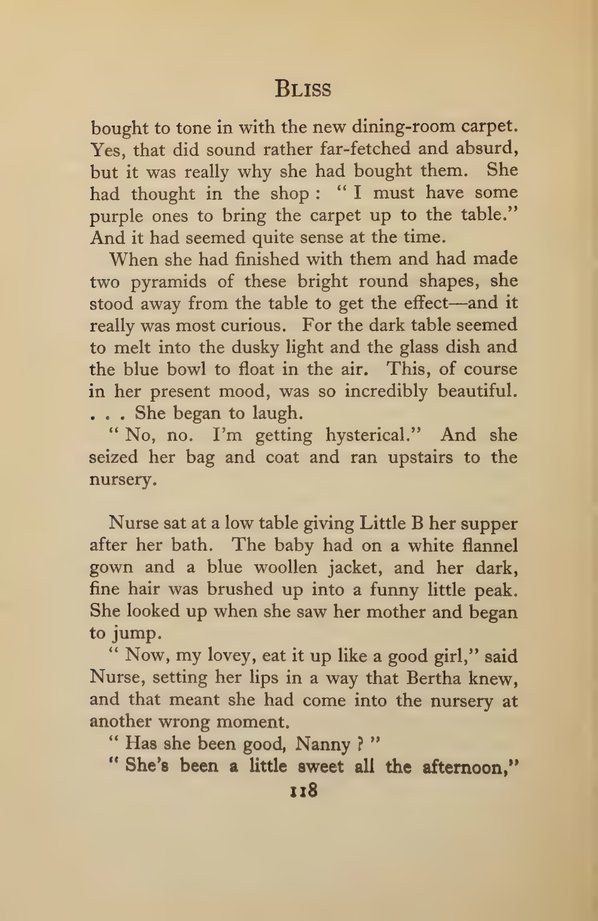 BLISS
bought to tone in with the new dining-room carpet.
Yes, that did sound rather far-fetched and absurd,
but it was really why she had bought them. She
had thought in the shop : “ I must have some
purple ones to bring the carpet up to the table.”
And it had seemed quite sense at the time.
When she had finished with them and had made
two pyramids of these bright round shapes, she
stood away from the table to get the effect—and it
really was most curious. For the dark table seemed
to melt into the dusky light and the glass dish and
the blue bowl to float in the air. This, of course
in her present mood, was so incredibly beautiful.
. . . She began to laugh.
“ No, no. I’m getting hysterical.” And she
seized her bag and coat and ran upstairs to the
nursery.
Nurse sat at a low table giving Little B her supper
after her bath. The baby had on a white flannel
gown and a blue woollen jacket, and her dark,
fine hair was brushed up into a funny little peak.
She looked up when she saw her mother and began
to jump.
“ Now, my lovey, eat it up like a good girl,” said
Nurse, setting her lips in a way that Bertha knew,
and that meant she had come into the nursery at
another wrong moment.
“ Has she been good, Nanny ? ”
“ She’s been a little sweet all the afternoon,”
118